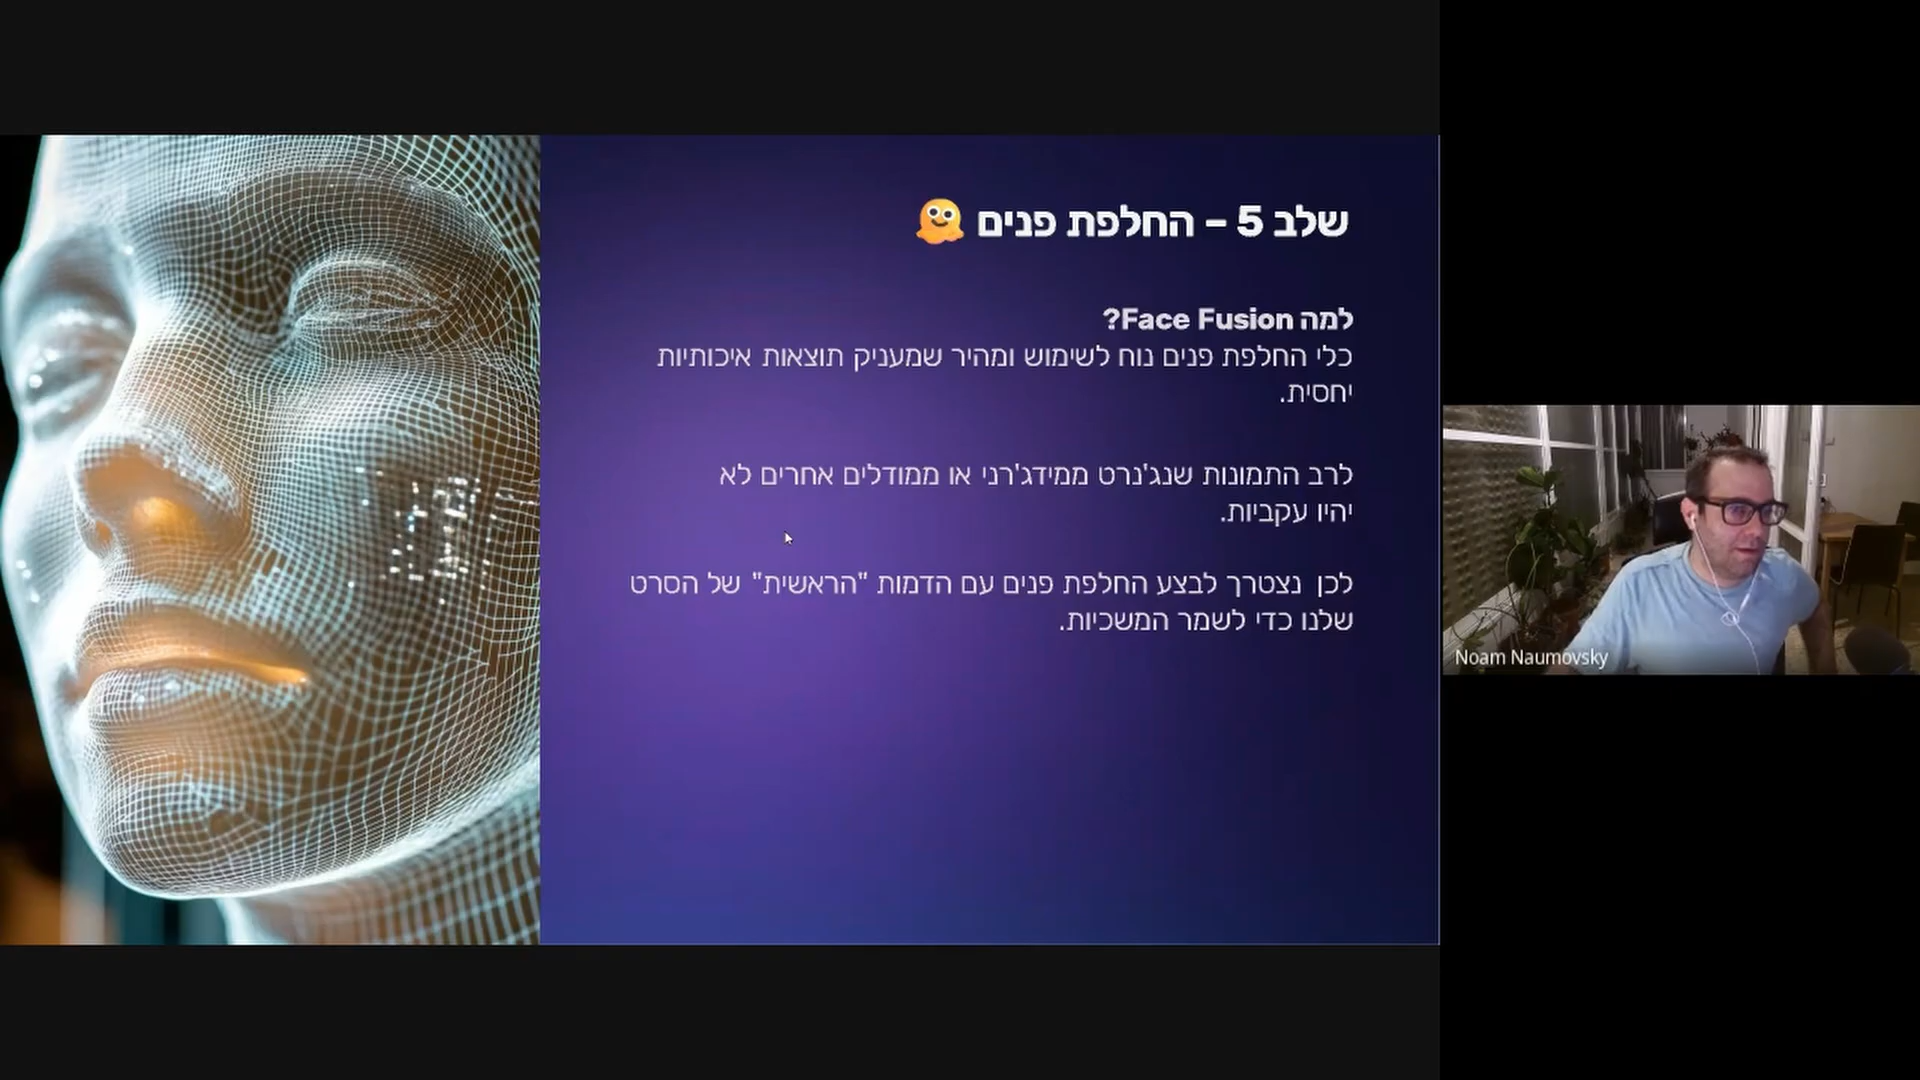 שלב 5 – החלפת פנים
למה Face Fusion?
כלי החלפת פנים נוח לשימוש ומהיר שמעניק תוצאות איכותיות
יחסית.
לרב התמונות שנג'נרט ממידג'רני או ממודלים אחרים לא
יהיו עקביות.
לכן נצטרך לבצע החלפת פנים עם הדמות "הראשית" של הסרט
שלנו כדי לשמר המשכיות.
Noam Naumovsky